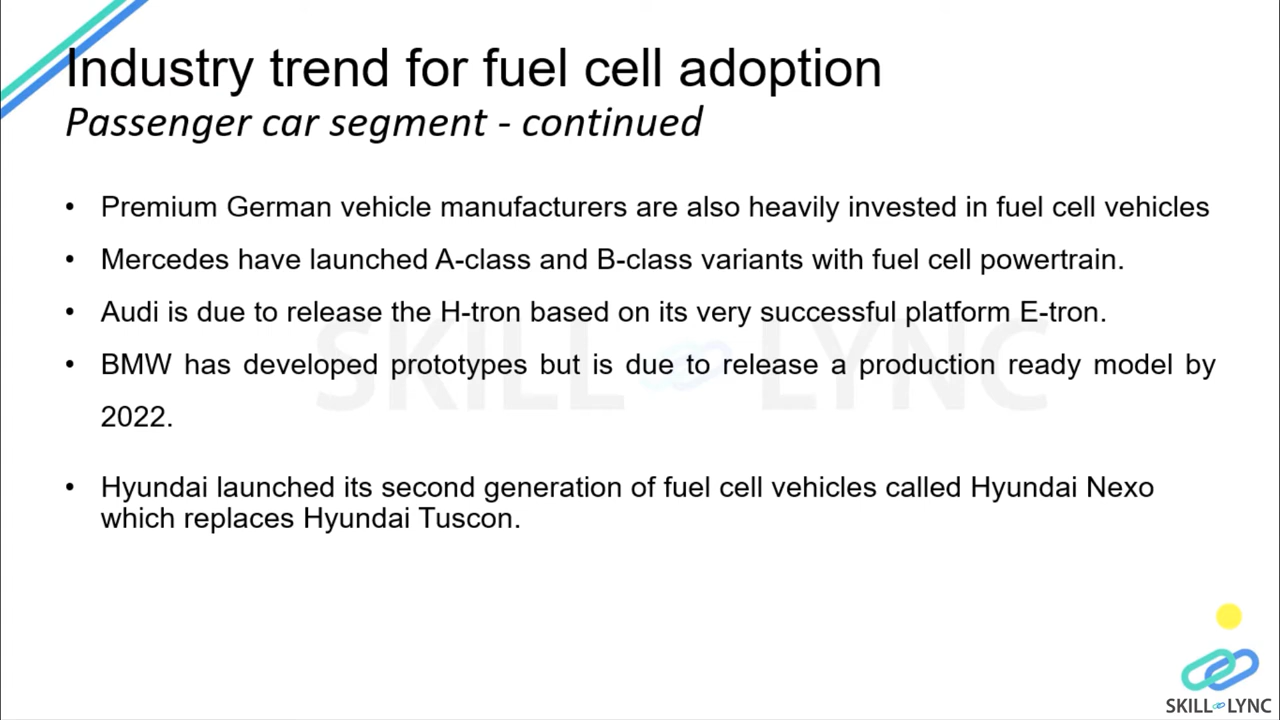 Industry trend for fuel cell adoption
Passenger car segment - continued
• Premium German vehicle manufacturers are also heavily invested in fuel cell vehicles
• Mercedes have launched A-class and B-class variants with fuel cell powertrain.
• Audi is due to release the H-tron based on its very successful platform E-tron.
• BMW has developed prototypes but is due to release a production ready model by
2022.
• Hyundai launched its second generation of fuel cell vehicles called Hyundai Nexo
which replaces Hyundai Tuscon.
SKILL LYNC
SKILL LYNC